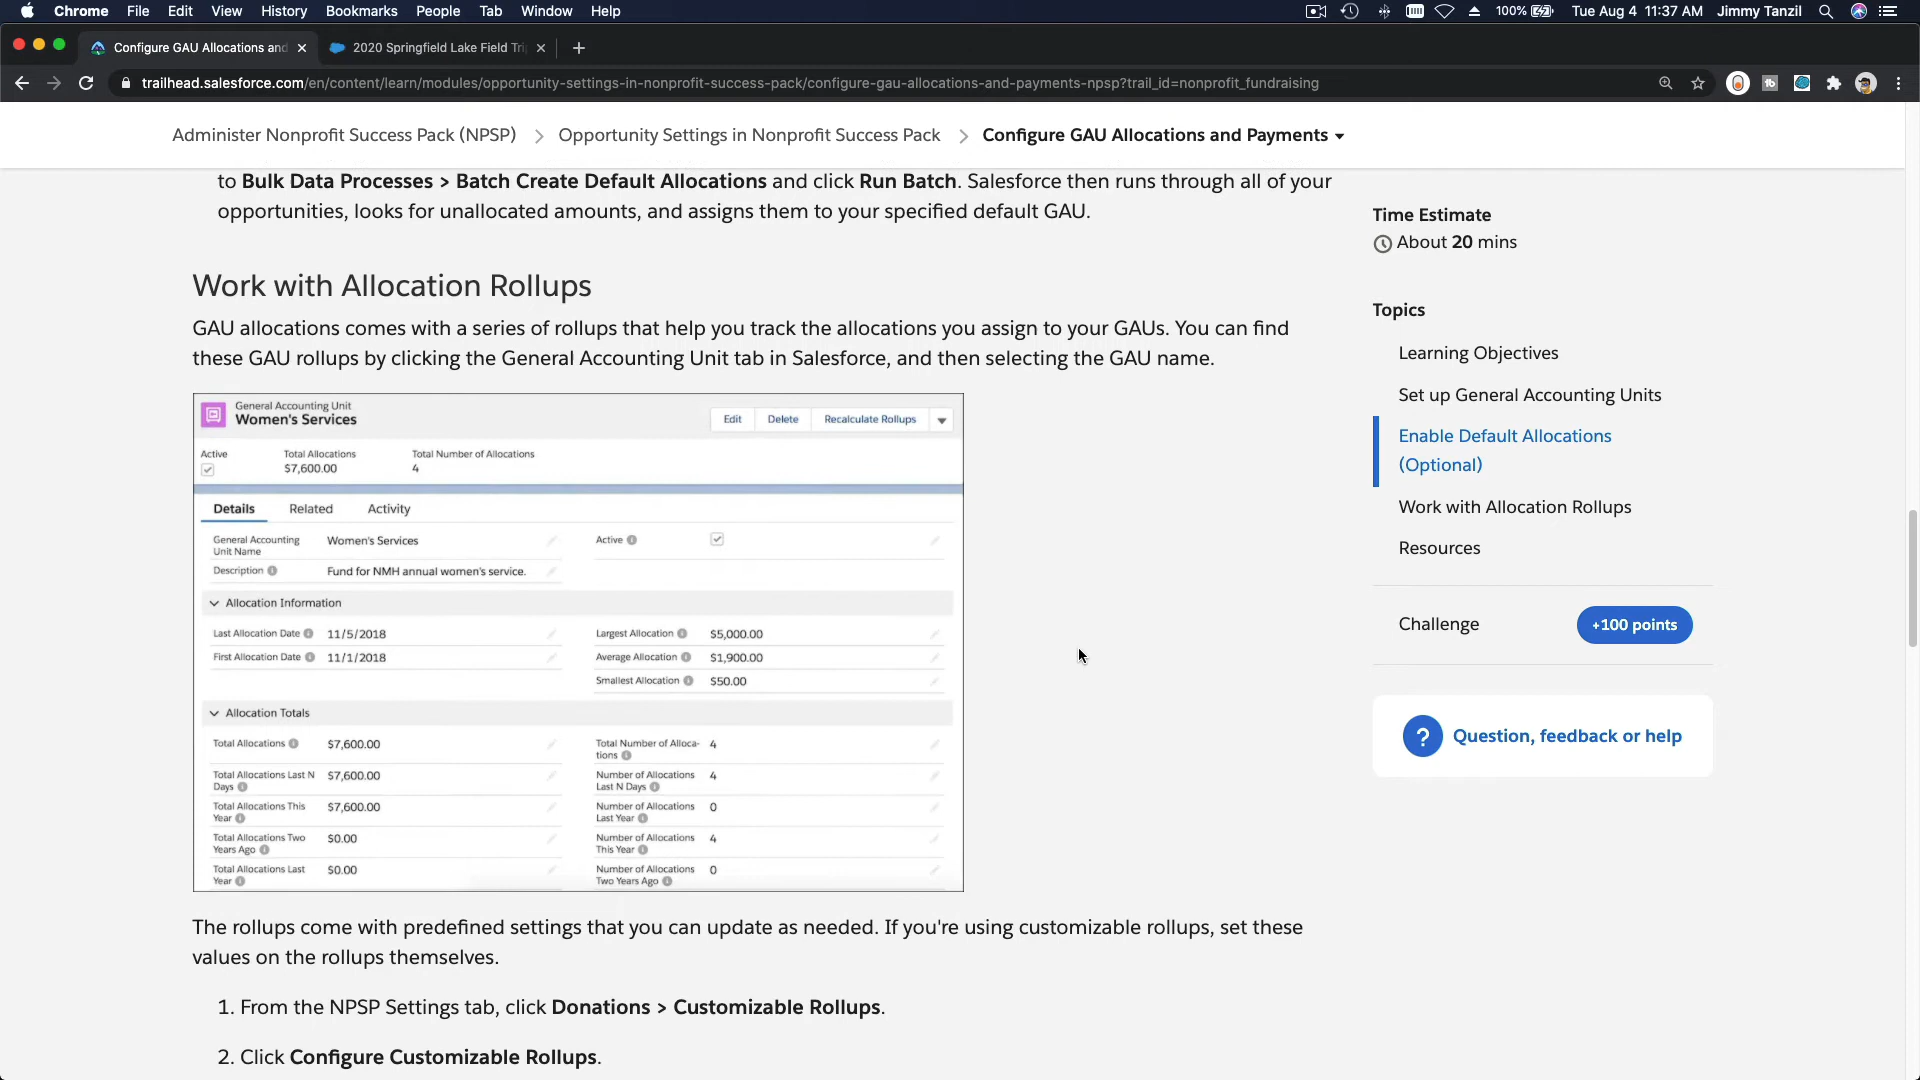 Chrome File Edit View History Bookmarks People Tab Window Help 100% Tue Aug 4 11:37 AM Jimmy Tanzil
Configure GAU Allocations and 2020 Springfield Lake Field Tri
trailhead.salesforce.com/en/content/learn/modules/opportunity-settings-in-nonprofit-success-pack/configure-gau-allocations-and-payments-npsp?trail_id=nonprofit_fundraising
Administer Nonprofit Success Pack (NPSP) > Opportunity Settings in Nonprofit Success Pack > Configure GAU Allocations and Payments
to Bulk Data Processes > Batch Create Default Allocations and click Run Batch. Salesforce then runs through all of your
opportunities, looks for unallocated amounts, and assigns them to your specified default GAU.
Work with Allocation Rollups
GAU allocations comes with a series of rollups that help you track the allocations you assign to your GAUs. You can find
these GAU rollups by clicking the General Accounting Unit tab in Salesforce, and then selecting the GAU name.
General Accounting Unit
Women's Services
Edit Delete Recalculate Rollups
Active Total Allocations Total Number of Allocations
$7,600.00 4
Details Related Activity
General Accounting Unit Name Women's Services Active
Description Fund for NMH annual women's service.
Allocation Information
Last Allocation Date 11/5/2018 Largest Allocation $5,000.00
First Allocation Date 11/1/2018 Average Allocation $1,900.00
Smallest Allocation $50.00
Allocation Totals
Total Allocations $7,600.00 Total Number of Alloca-tions 4
Total Allocations Last N Days $7,600.00 Number of Allocations Last N Days 4
Total Allocations This Year $7,600.00 Number of Allocations Last Year 0
Total Allocations Two Years Ago $0.00 Number of Allocations This Year 4
Total Allocations Last Year $0.00 Number of Allocations Two Years Ago 0
The rollups come with predefined settings that you can update as needed. If you're using customizable rollups, set these
values on the rollups themselves.
1. From the NPSP Settings tab, click Donations > Customizable Rollups.
2. Click Configure Customizable Rollups.
Time Estimate
About 20 mins
Topics
Learning Objectives
Set up General Accounting Units
Enable Default Allocations
(Optional)
Work with Allocation Rollups
Resources
Challenge +100 points
? Question, feedback or help